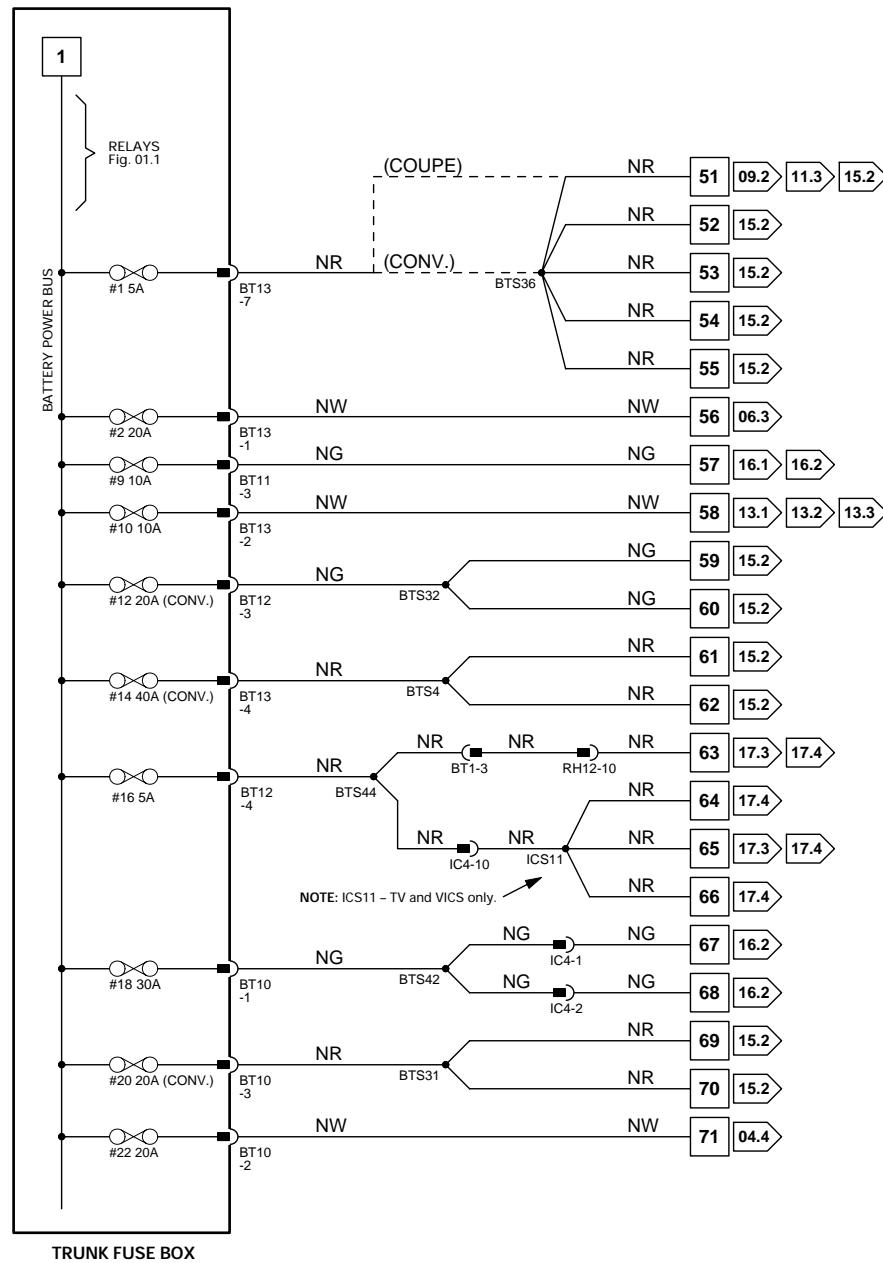 1
RELAYS
Fig. 01.1
BATTERY POWER BUS
(COUPE)
NR
51 09.2 11.3 15.2
NR
52 15.2
#1 5A
BT13
-7
NR
(CONV.)
BTS36
NR
53 15.2
NR
54 15.2
NR
55 15.2
#2 20A
BT13
-1
NW
NW
56 06.3
#9 10A
BT11
-3
NG
NG
57 16.1 16.2
#10 10A
BT13
-2
NW
NW
58 13.1 13.2 13.3
#12 20A (CONV.)
BT12
-3
NG
BTS32
NG
59 15.2
NG
60 15.2
#14 40A (CONV.)
BT13
-4
NR
BTS4
NR
61 15.2
NR
62 15.2
#16 5A
BT12
-4
NR
BTS44
NR
BT1-3
NR
RH12-10
NR
63 17.3 17.4
NR
IC4-10
NR
ICS11
NR
64 17.4
NR
65 17.3 17.4
NR
66 17.4
NOTE: ICS11 – TV and VICS only.
#18 30A
BT10
-1
NG
BTS42
NG
IC4-1
NG
67 16.2
NG
IC4-2
NG
68 16.2
#20 20A (CONV.)
BT10
-3
NR
BTS31
NR
69 15.2
NR
70 15.2
#22 20A
BT10
-2
NW
NW
71 04.4
TRUNK FUSE BOX